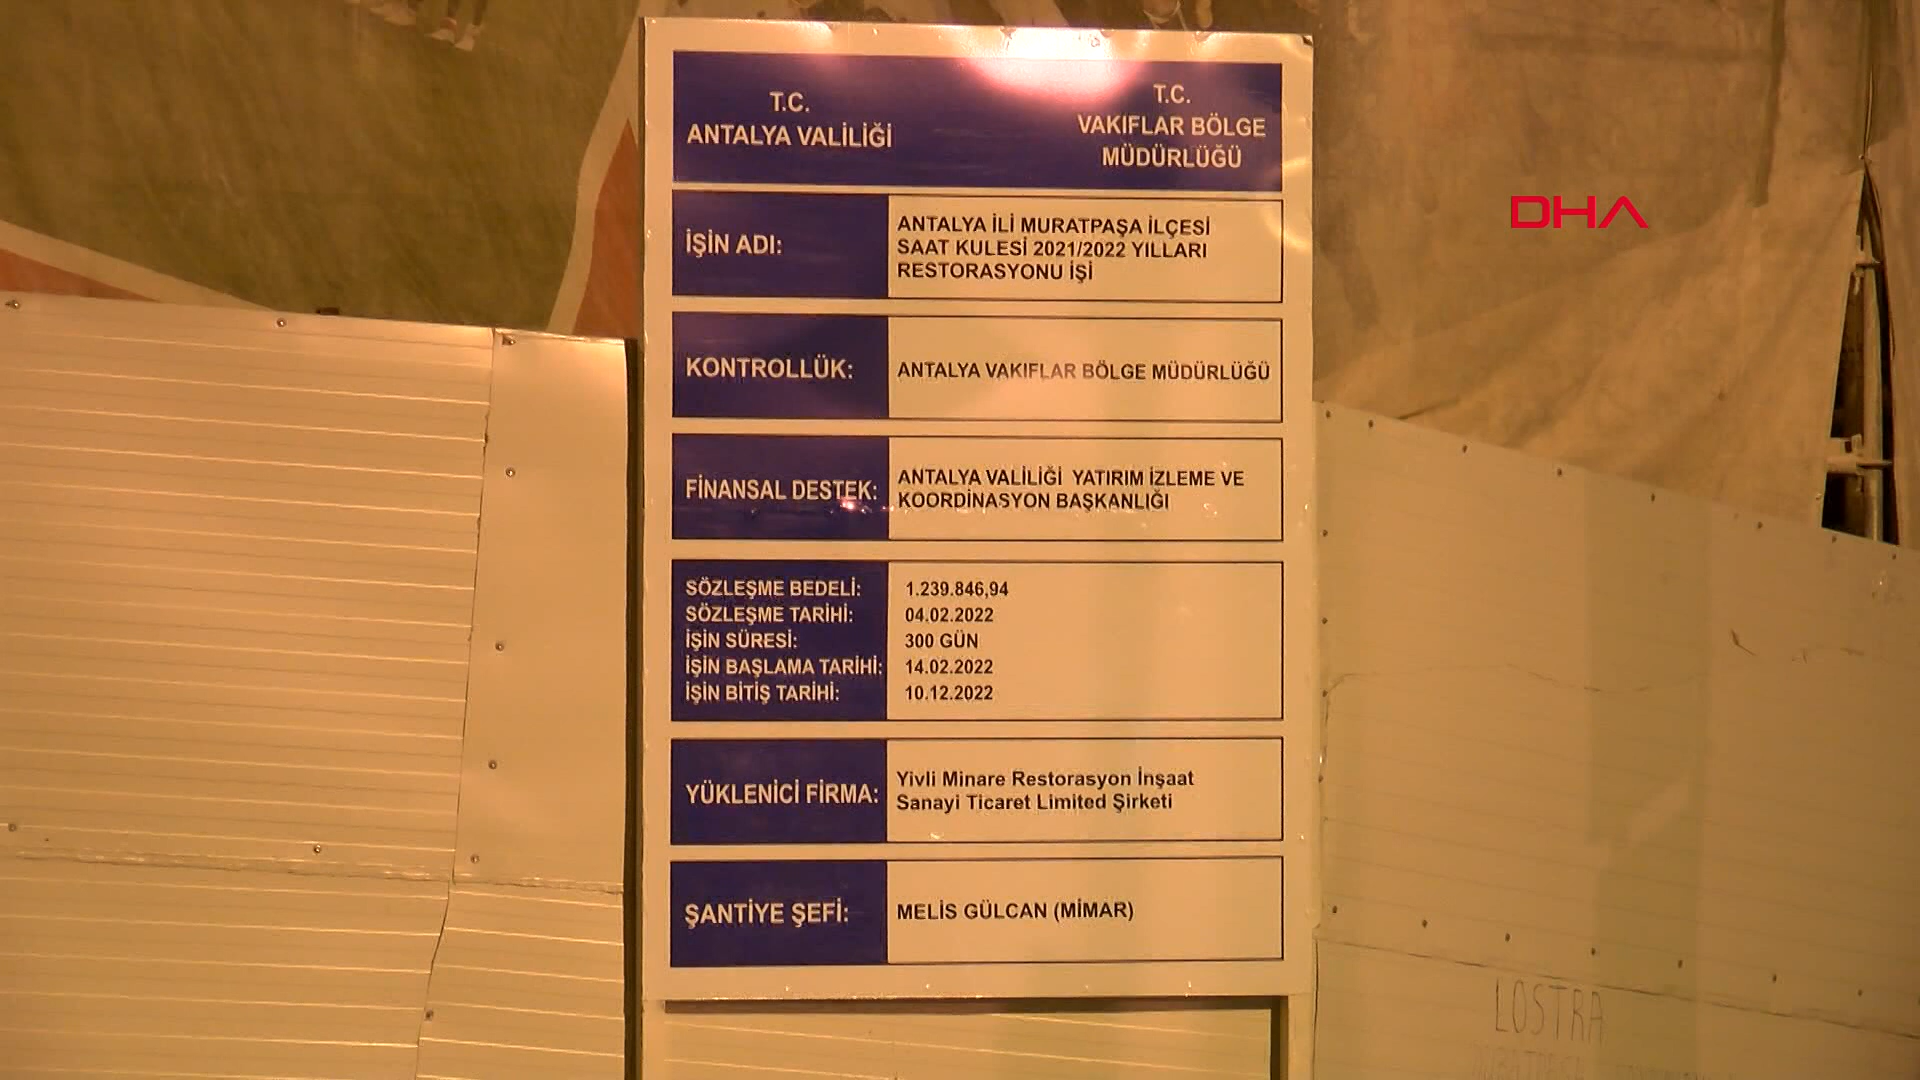 T.C.
ANTALYA VALİLİĞİ
T.C.
VAKIFLAR BÖLGE
MÜDÜRLÜĞÜ
İŞİN ADI:
ANTALYA İLİ MURATPAŞA İLÇESİ
SAAT KULESİ 2021/2022 YILLARI
RESTORASYONU İŞİ
KONTROLLÜK:
ANTALYA VAKIFLAR BÖLGE MÜDÜRLÜĞÜ
FİNANSAL DESTEK:
ANTALYA VALİLİĞİ YATIRIM İZLEME VE
KOORDİNASYON BAŞKANLIĞI
SÖZLEŞME BEDELİ: 1.239.846,94
SÖZLEŞME TARİHİ: 04.02.2022
İŞİN SÜRESİ: 300 GÜN
İŞİN BAŞLAMA TARİHİ: 14.02.2022
İŞİN BİTİŞ TARİHİ: 10.12.2022
YÜKLENİCİ FİRMA:
Yivli Minare Restorasyon İnşaat
Sanayi Ticaret Limited Şirketi
ŞANTİYE ŞEFİ:
MELİS GÜLCAN (MİMAR)
DHA
LOSTRA